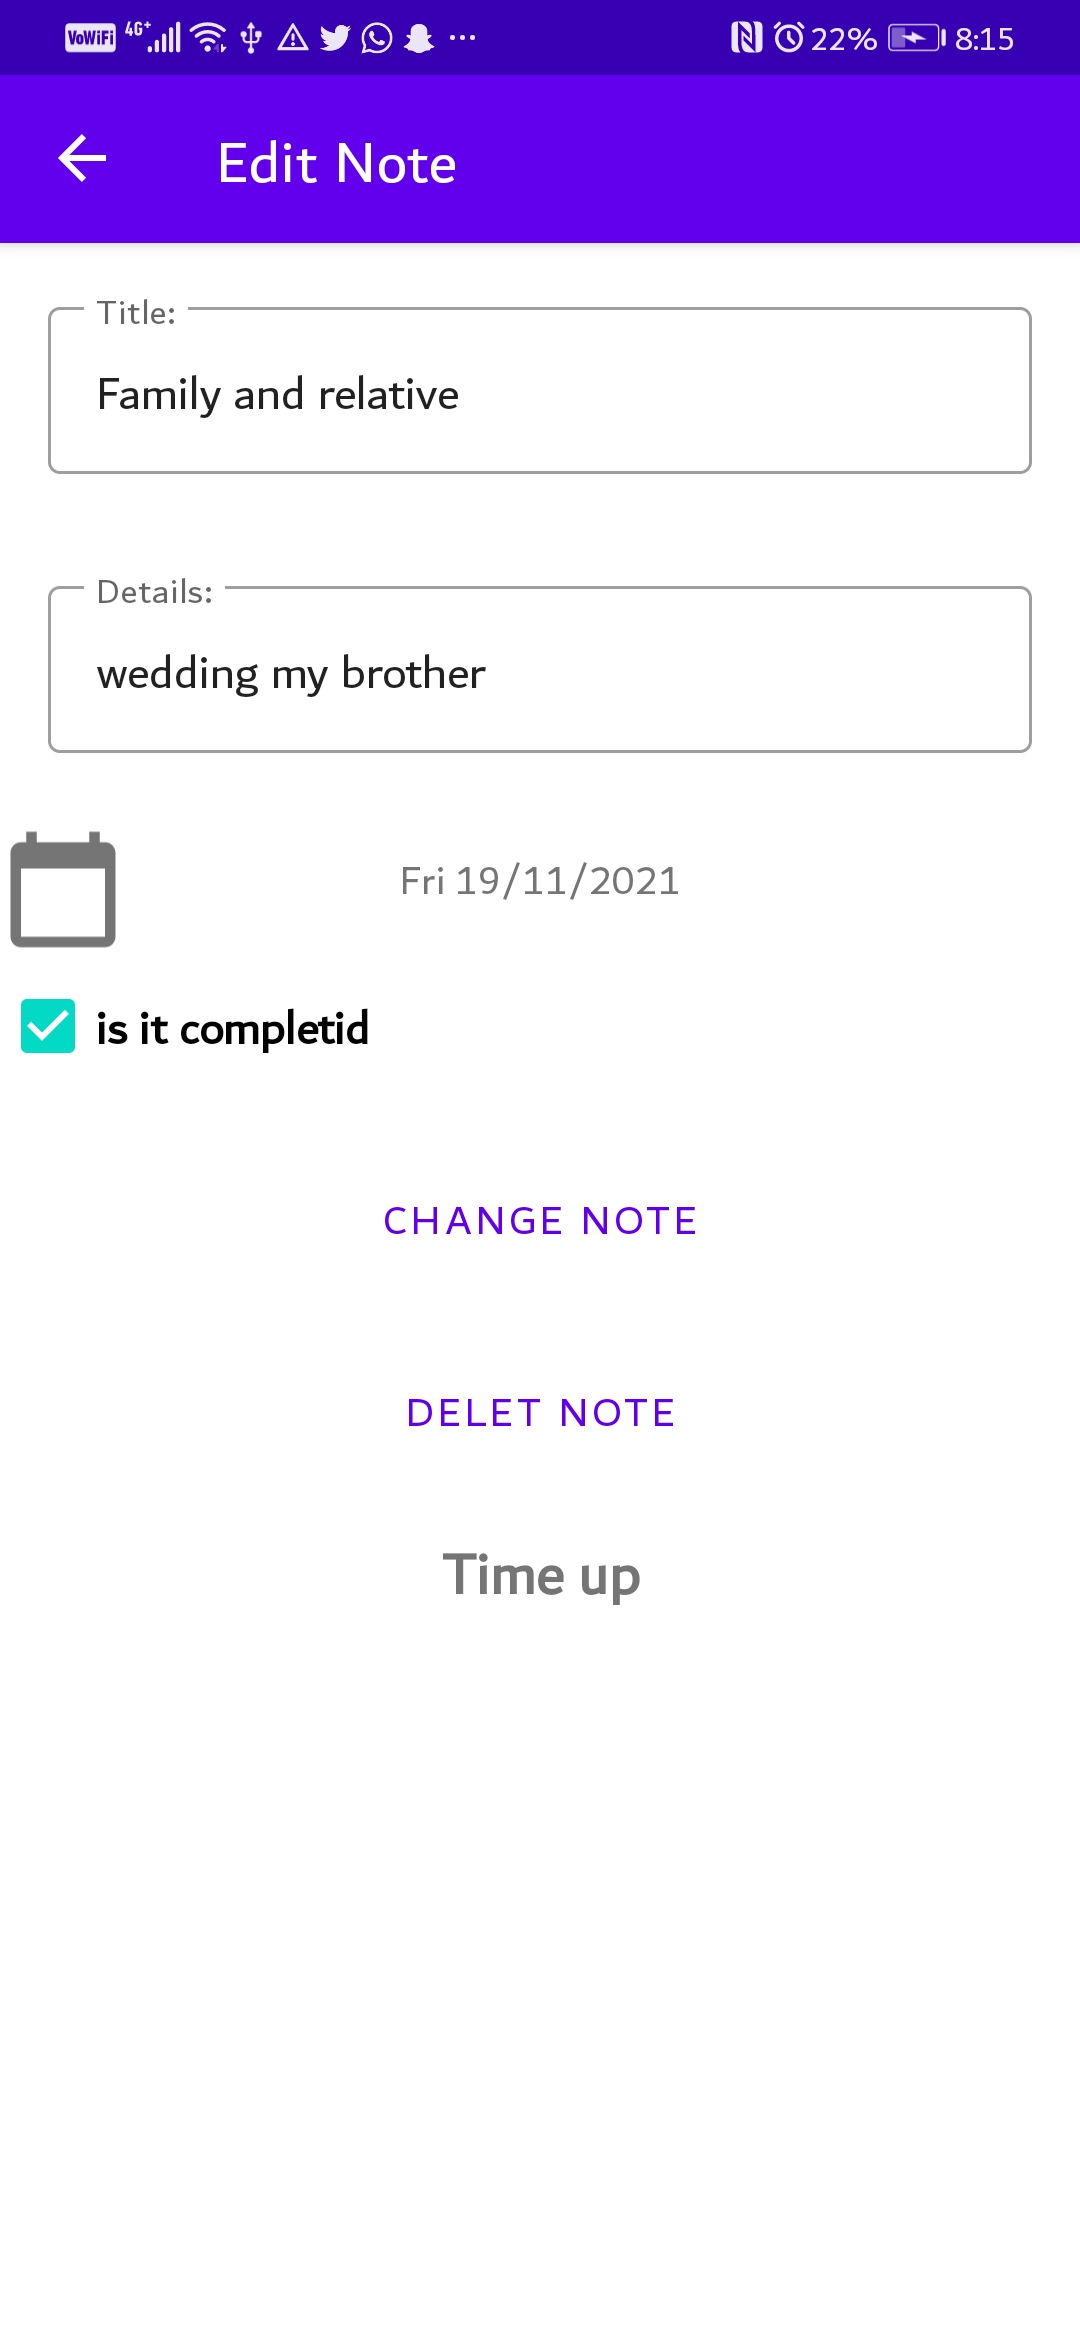 VoWiFi 4G+ 22% 8:15
Edit Note
Title:
Family and relative
Details:
wedding my brother
Fri 19/11/2021
is it completid
CHANGE NOTE
DELET NOTE
Time up